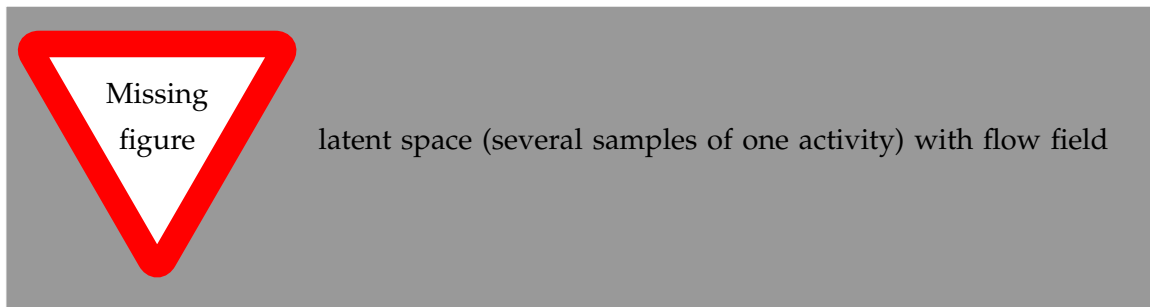 Missing
figure
latent space (several samples of one activity) with flow field